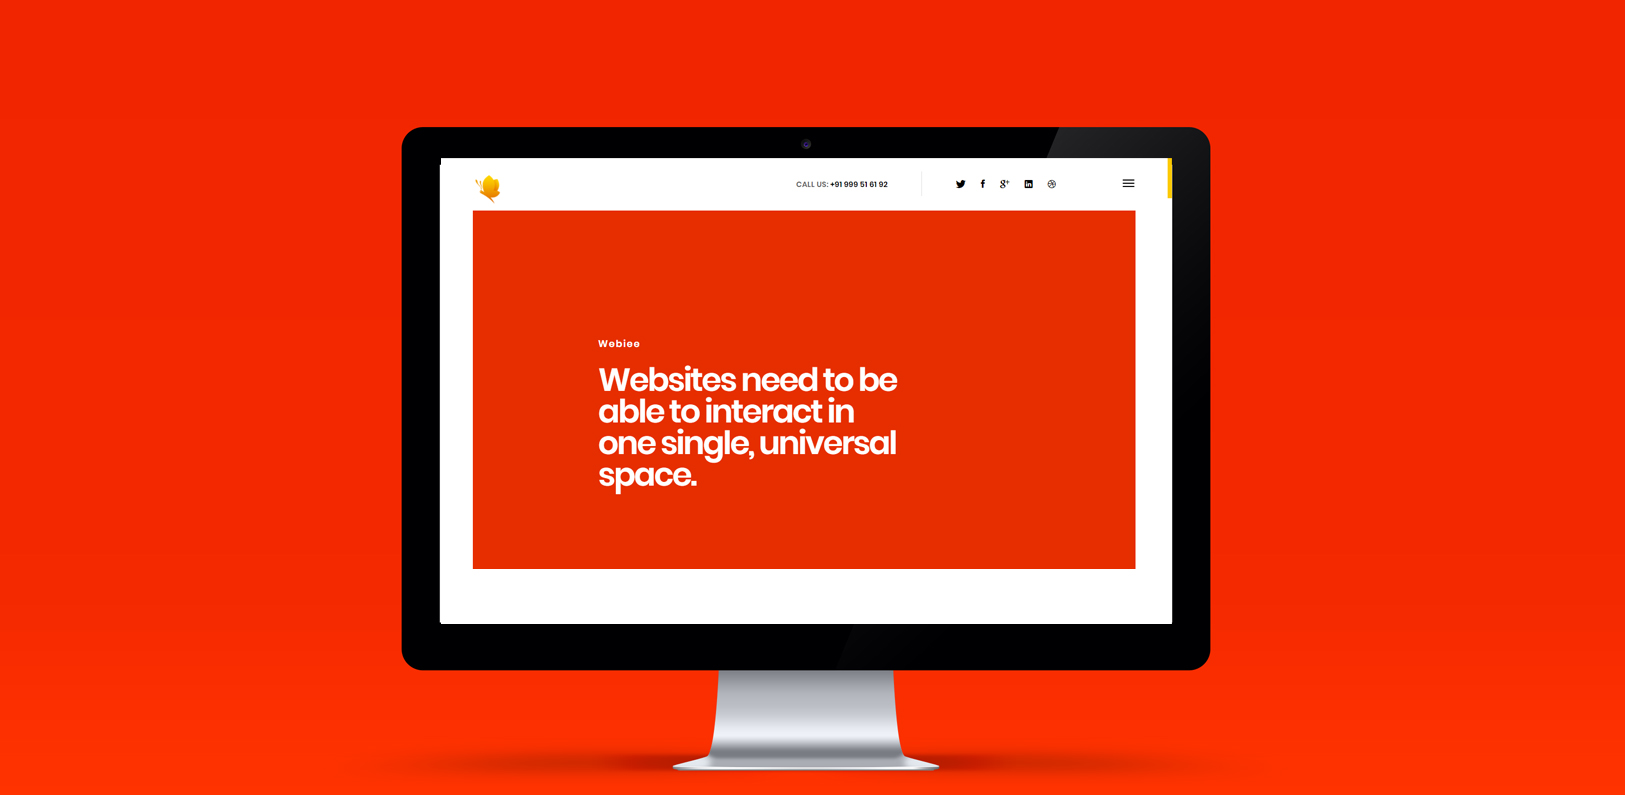 CALL US: +91 999 51 61 92
Webiee
Websites need to be
able to interact in
one single, universal
space.